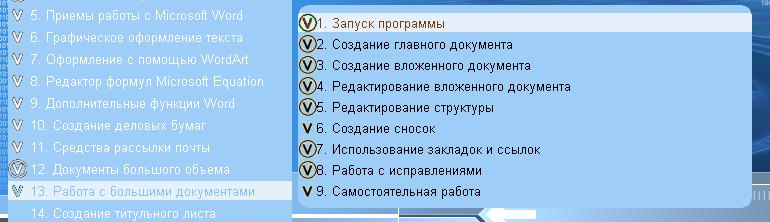 5. Приемы работы с Microsoft Word
6. Графическое оформление текста
7. Оформление с помощью WordArt
8. Редактор формул Microsoft Equation
9. Дополнительные функции Word
10. Создание деловых бумаг
11. Средства рассылки почты
12. Документы большого объема
13. Работа с большими документами
14. Создание титульного листа
1. Запуск программы
2. Создание главного документа
3. Создание вложенного документа
4. Редактирование вложенного документа
5. Редактирование структуры
6. Создание сносок
7. Использование закладок и ссылок
8. Работа с исправлениями
9. Самостоятельная работа